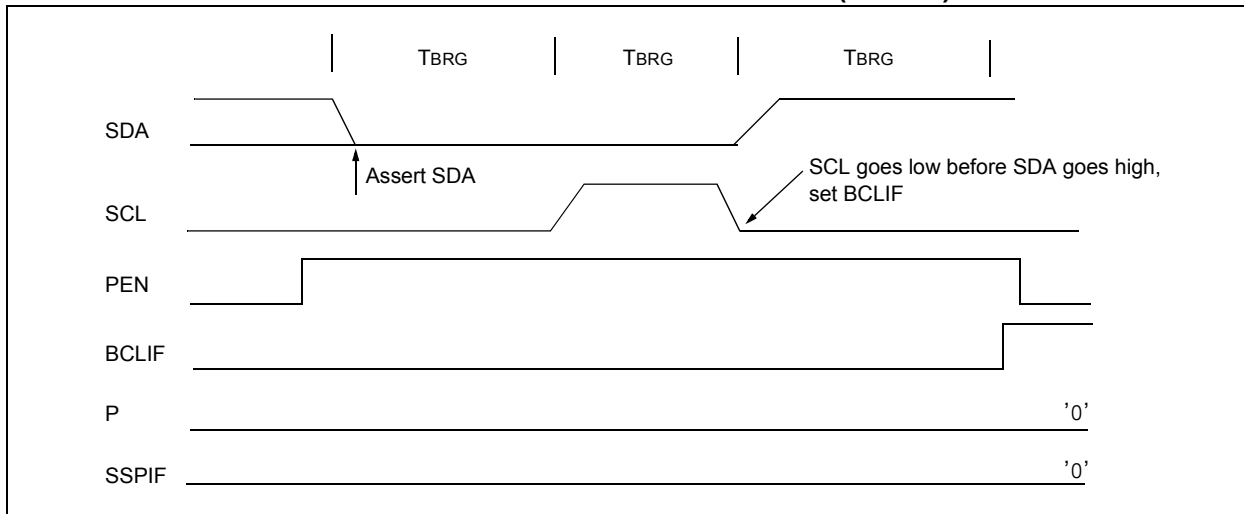 TBRG TBRG TBRG
SDA
Assert SDA
SCL goes low before SDA goes high,
set BCLIF
SCL
PEN
BCLIF
P '0'
SSPIF '0'